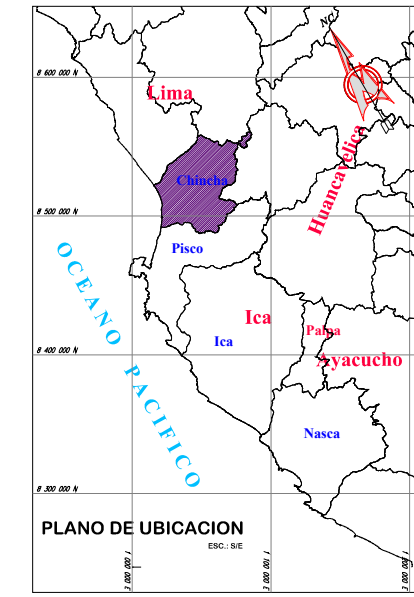 NC
8 600 000 N
Lima
Huancavelica
Chincha
8 500 000 N
Pisco
OCEANO PACIFICO
Ica
Palpa
Ica
8 400 000 N
Ayacucho
Nasca
8 300 000 N
PLANO DE UBICACION
ESC.: S/E